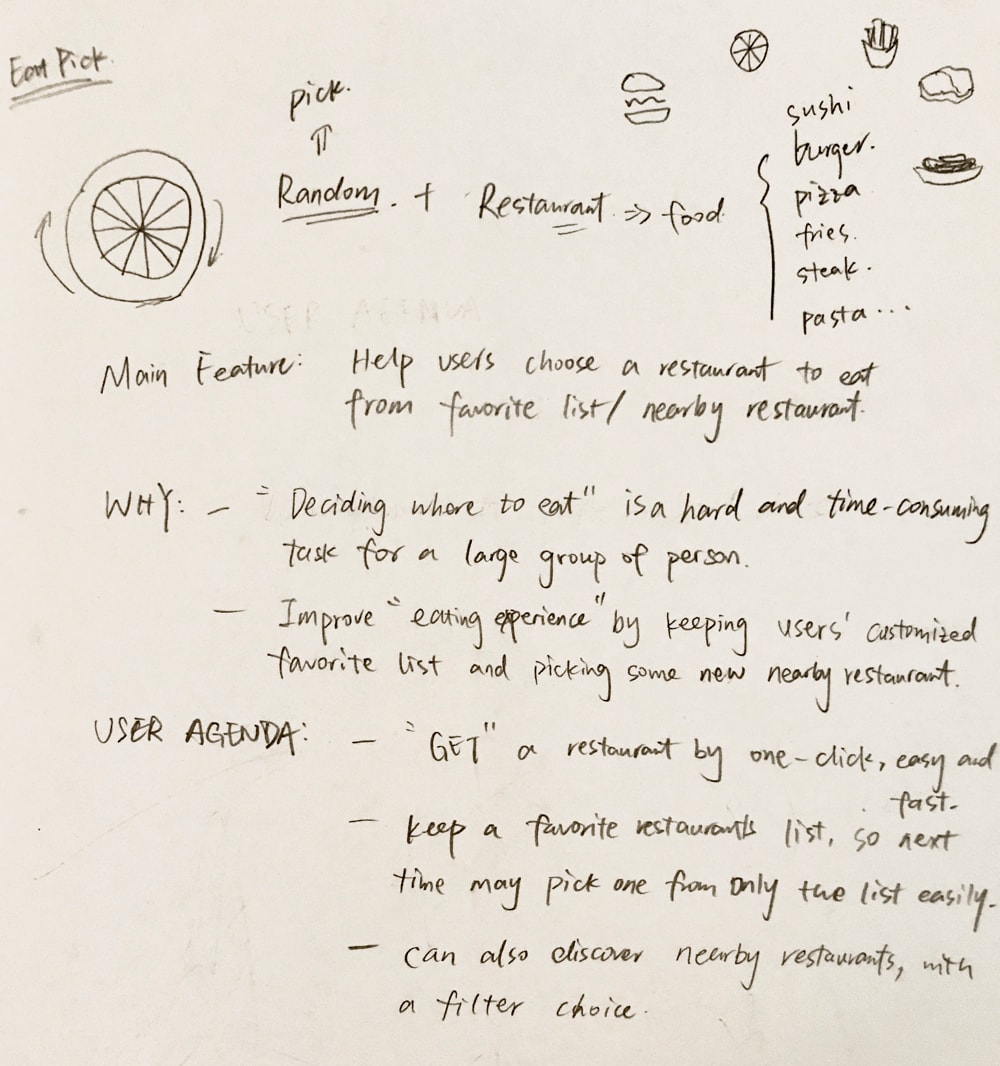 Eat Pick.
pick.
⇑
Random. + Restaurant ⇒ food
sushi
burger.
pizza
fries.
steak.
pasta...
Main Feature: Help users choose a restaurant to eat
from favorite list/ nearby restaurant.
WHY: - "Deciding where to eat" is a hard and time-consuming
task for a large group of person.
- Improve "eating experience" by keeping users' customized
favorite list and picking some new nearby restaurant.
USER AGENDA: - "GET" a restaurant by one-click, easy and
fast.
- keep a favorite restaurants list, so next
time may pick one from only the list easily.
- can also discover nearby restaurants, with
a filter choice.